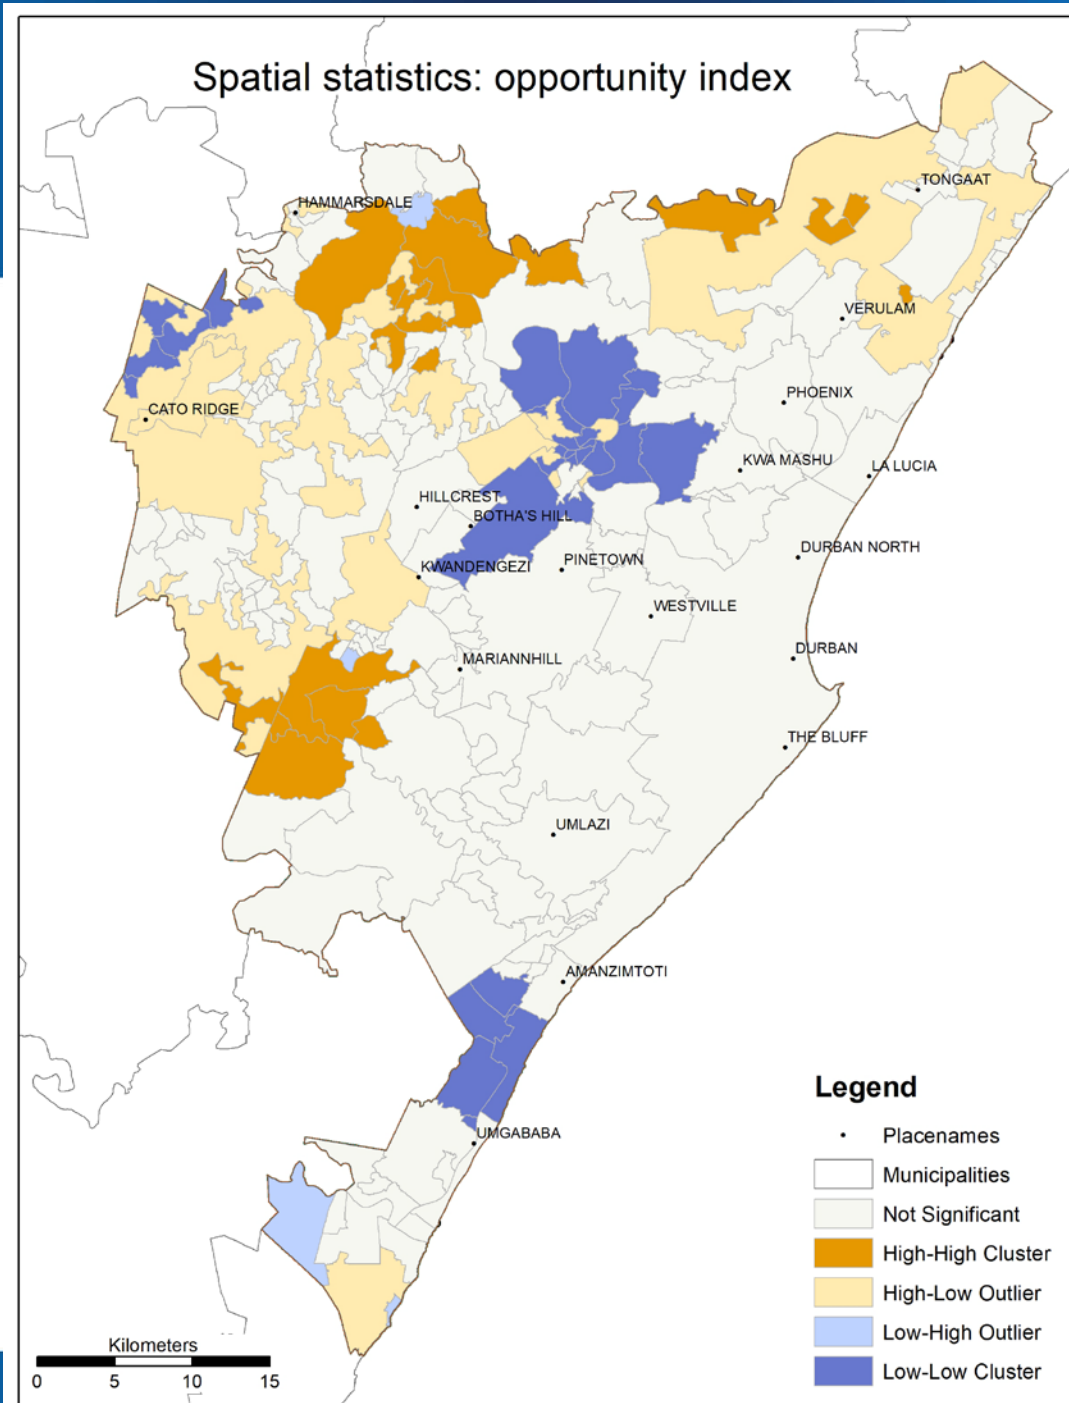 Spatial statistics: opportunity index
TONGAAT
HAMMARSDALE
VERULAM
PHOENIX
CATO RIDGE
KWA MASHU
LA LUCIA
HILLCREST
BOTHA'S HILL
DURBAN NORTH
PINETOWN
KWANDENGEZI
WESTVILLE
DURBAN
MARIANNHILL
THE BLUFF
UMLAZI
AMANZIMTOTI
UMGABABA
Legend
Placenames
Municipalities
Not Significant
High-High Cluster
High-Low Outlier
Low-High Outlier
Low-Low Cluster
Kilometers
0 5 10 15